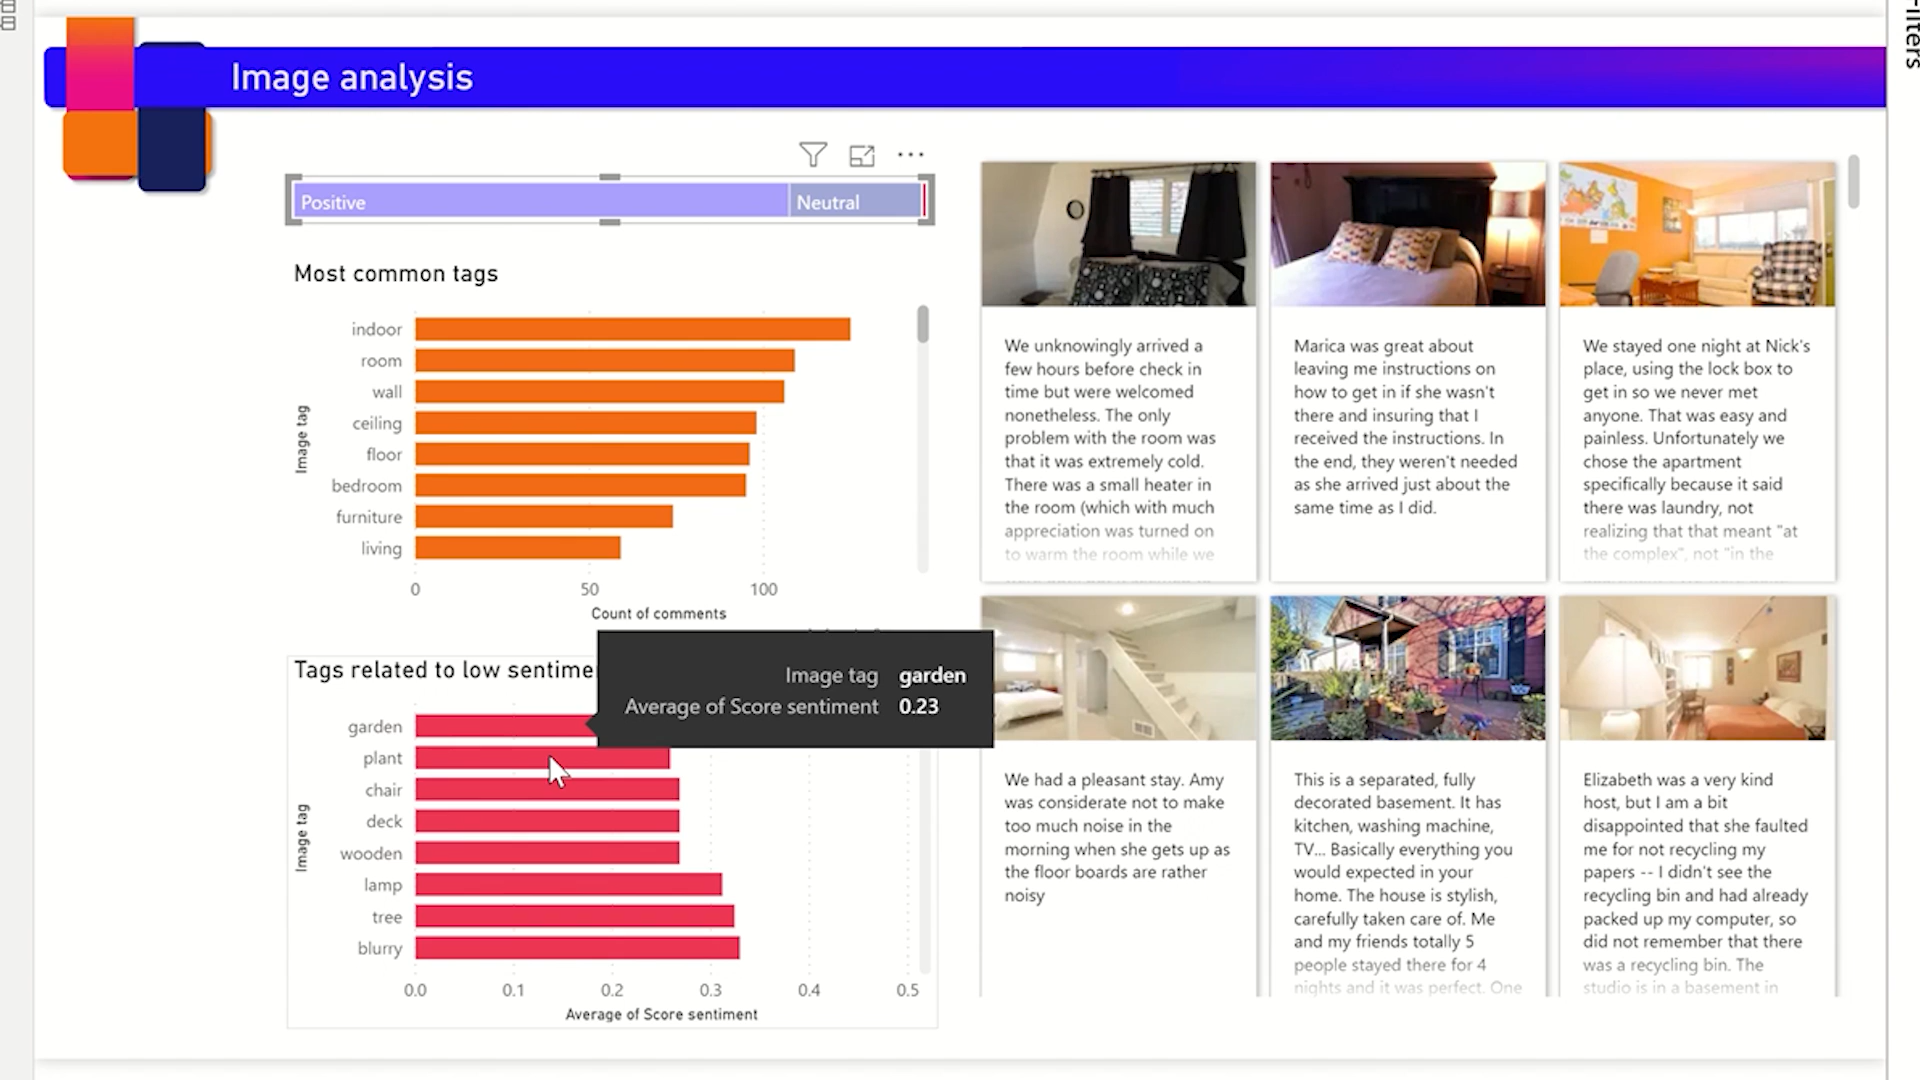 Filters
Image analysis
Positive
Neutral
Most common tags
Image tag
indoor
room
wall
ceiling
floor
bedroom
furniture
living
0
50
100
Count of comments
Tags related to low sentime
Image tag garden
Average of Score sentiment 0.23
Image tag
garden
plant
chair
deck
wooden
lamp
tree
blurry
0.0
0.1
0.2
0.3
0.4
0.5
Average of Score sentiment
We unknowingly arrived a
few hours before check in
time but were welcomed
nonetheless. The only
problem with the room was
that it was extremely cold.
There was a small heater in
the room (which with much
appreciation was turned on
to warm the room while we
Marica was great about
leaving me instructions on
how to get in if she wasn't
there and insuring that I
received the instructions. In
the end, they weren't needed
as she arrived just about the
same time as I did.
We stayed one night at Nick's
place, using the lock box to
get in so we never met
anyone. That was easy and
painless. Unfortunately we
chose the apartment
specifically because it said
there was laundry, not
realizing that that meant "at
the complex", not "in the
We had a pleasant stay. Amy
was considerate not to make
too much noise in the
morning when she gets up as
the floor boards are rather
noisy
This is a separated, fully
decorated basement. It has
kitchen, washing machine,
TV... Basically everything you
would expected in your
home. The house is stylish,
carefully taken care of. Me
and my friends totally 5
people stayed there for 4
nights and it was perfect. One
Elizabeth was a very kind
host, but I am a bit
disappointed that she faulted
me for not recycling my
papers -- I didn't see the
recycling bin and had already
packed up my computer, so
did not remember that there
was a recycling bin. The
studio is in a basement in